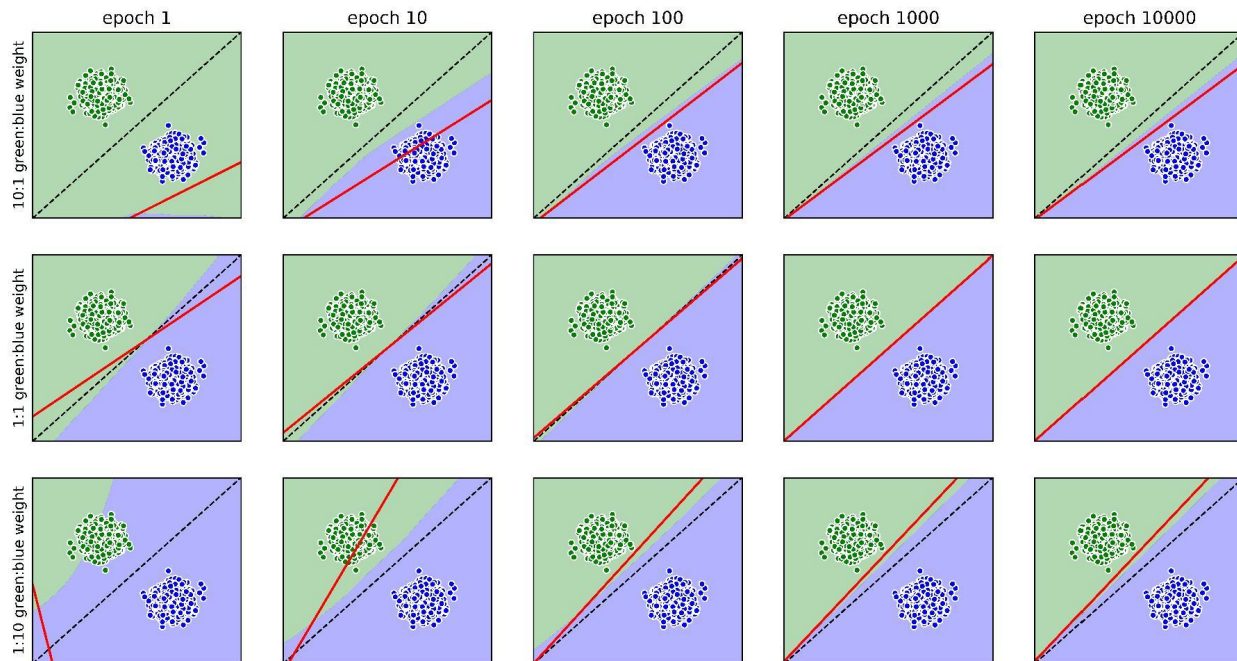 epoch 1
epoch 10
epoch 100
epoch 1000
epoch 10000
10:1 green:blue weight
1:1 green:blue weight
1:10 green:blue weight